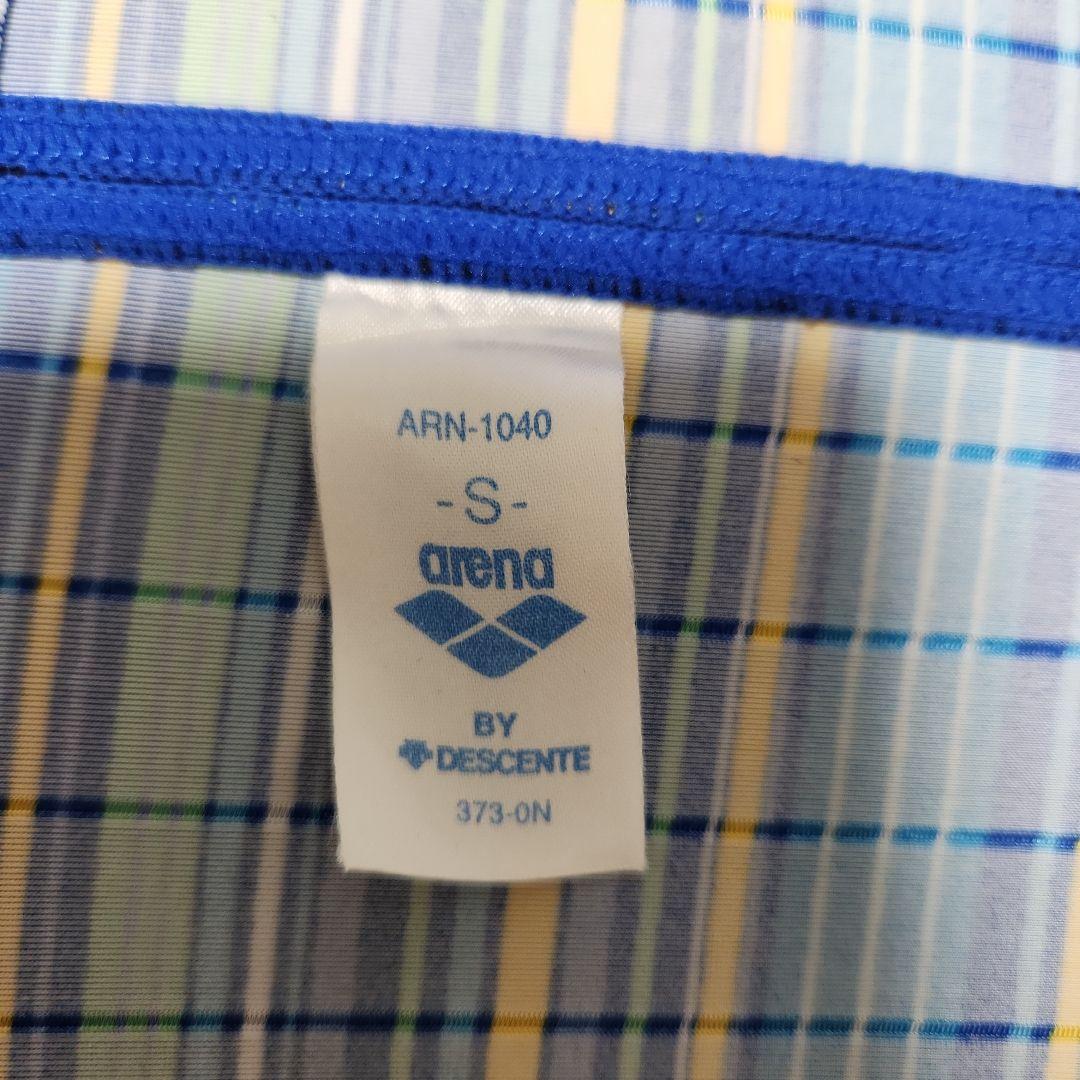 ARN-1040
-S-
arena
BY
DESCENTE
373-0N